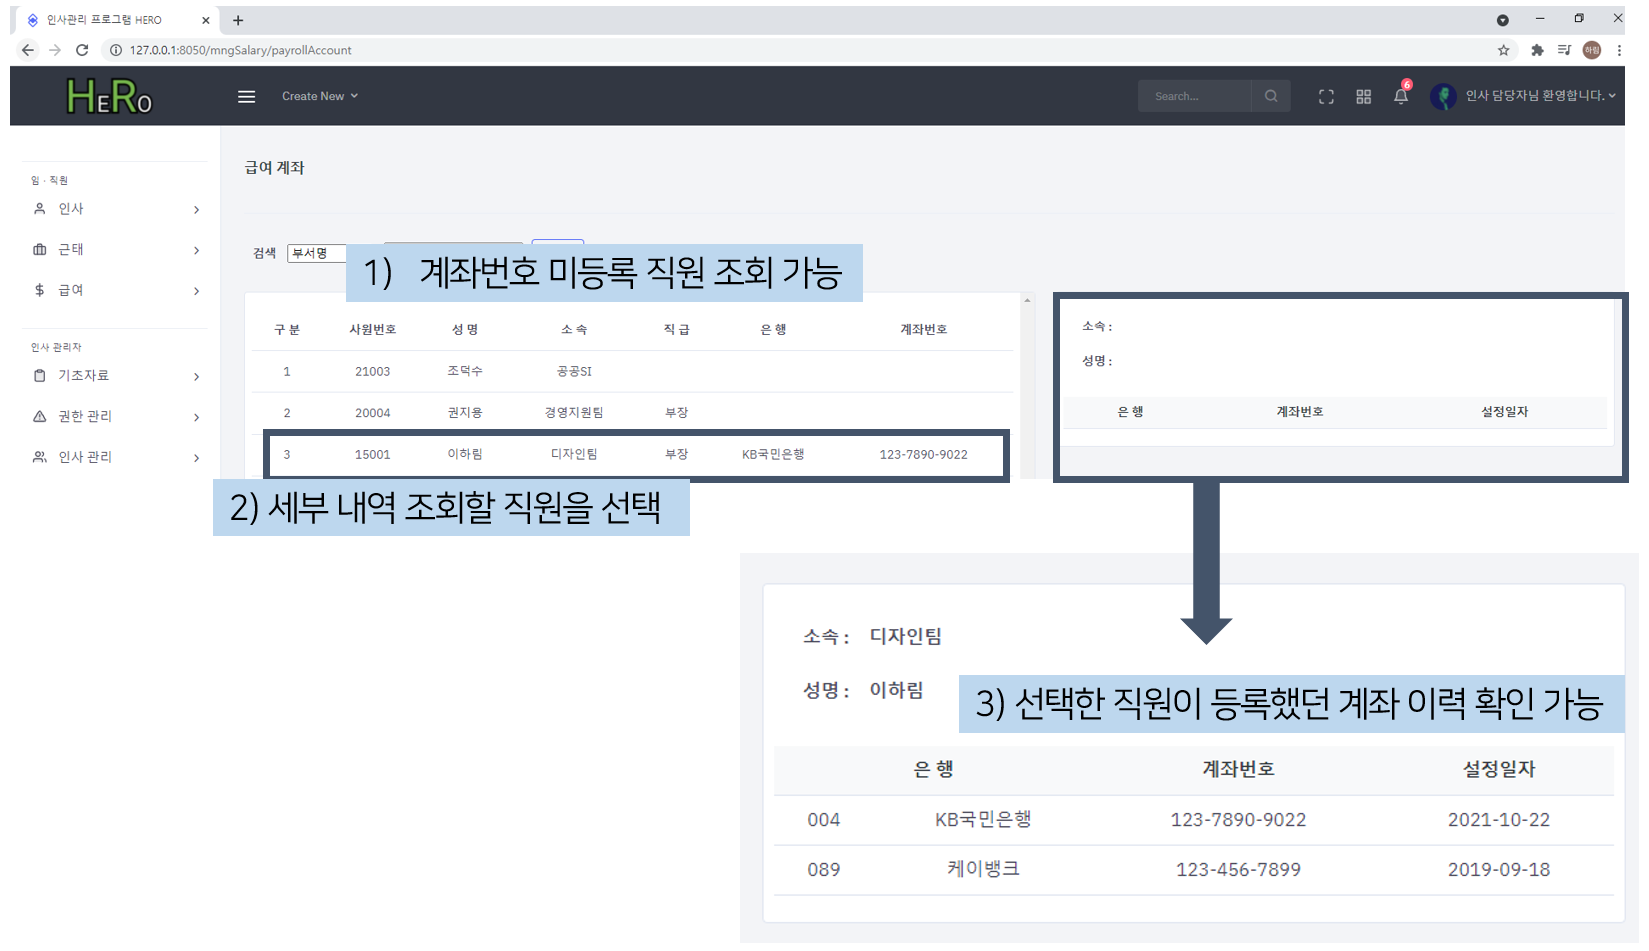 인사관리 프로그램 HERO
127.0.0.1:8050/mngSalary/payrollAccount
하림
HERO
Create New
Search...
6
인사 담당자님 환영합니다.
임 · 직원
인사
근태
급여
인사 관리자
기초자료
권한 관리
인사 관리
급여 계좌
검색 부서명
1) 계좌번호 미등록 직원 조회 가능
구 분 사원번호 성 명 소 속 직 급 은 행 계좌번호
1 21003 조덕수 공공SI
2 20004 권지용 경영지원팀 부장
3 15001 이하림 디자인팀 부장 KB국민은행 123-7890-9022
2) 세부 내역 조회할 직원을 선택
소속 :
성명 :
은 행 계좌번호 설정일자
소속 : 디자인팀
성명 : 이하림
3) 선택한 직원이 등록했던 계좌 이력 확인 가능
은 행 계좌번호 설정일자
004 KB국민은행 123-7890-9022 2021-10-22
089 케이뱅크 123-456-7899 2019-09-18